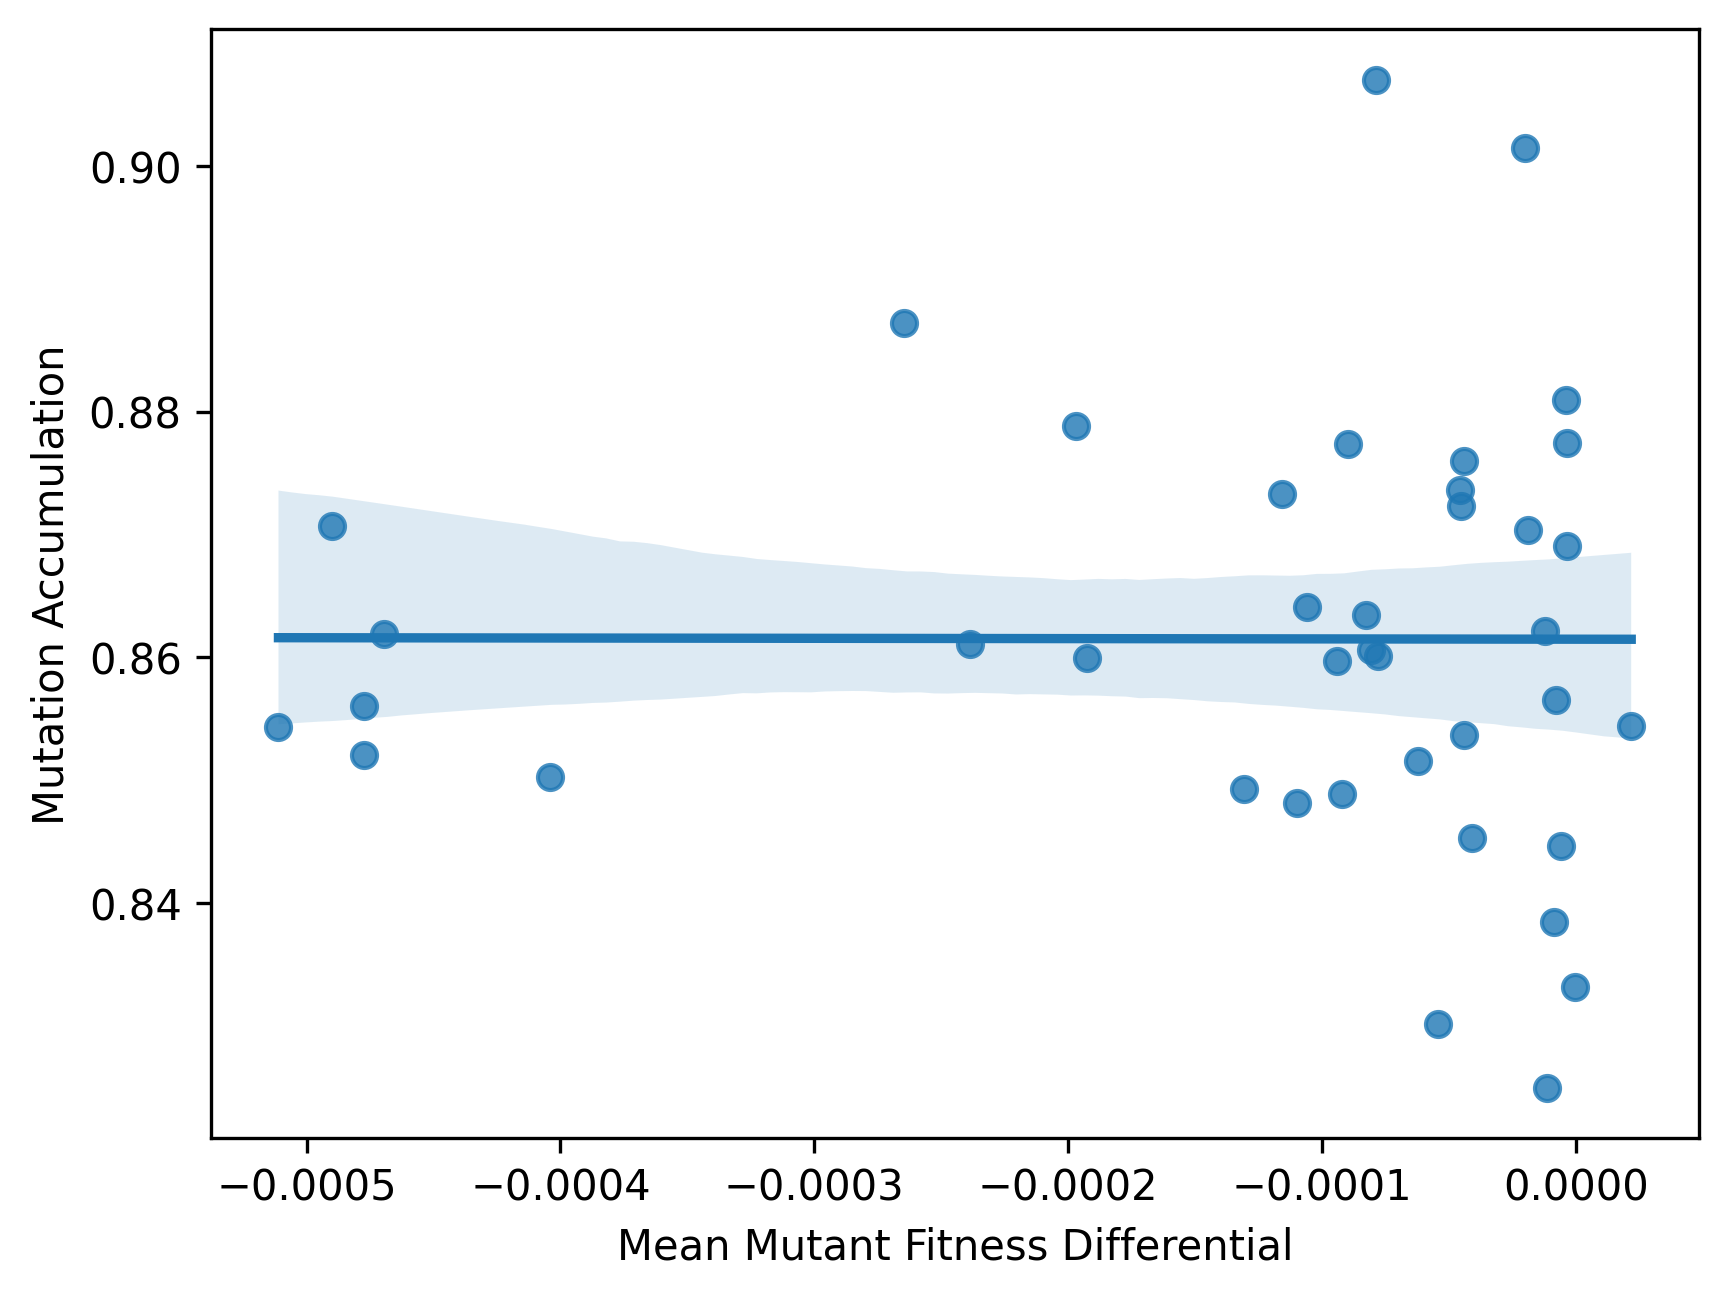 0.90
0.88
0.86
0.84
Mutation Accumulation
−0.0005 −0.0004 −0.0003 −0.0002 −0.0001 0.0000
Mean Mutant Fitness Differential